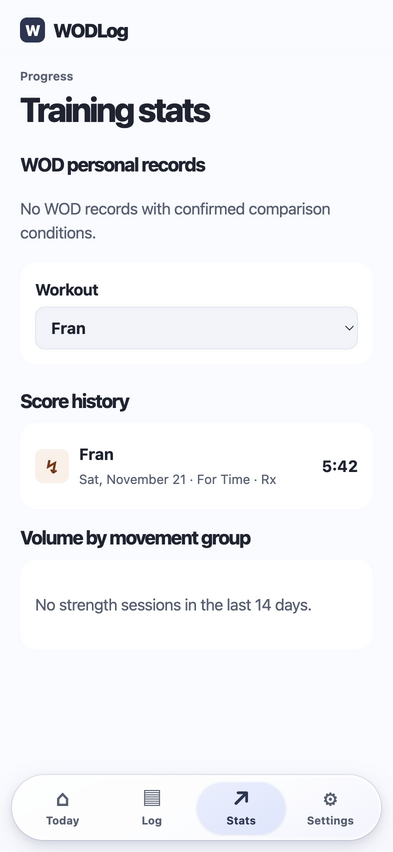 W WODLog
Progress
Training stats
WOD personal records
No WOD records with confirmed comparison
conditions.
Workout
Fran
Score history
Fran
Sat, November 21 · For Time · Rx
5:42
Volume by movement group
No strength sessions in the last 14 days.
Today
Log
Stats
Settings